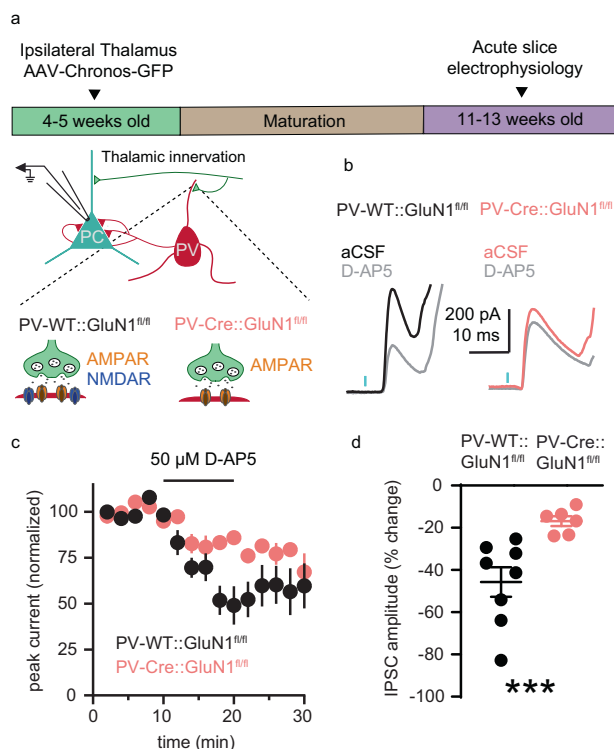 a
Ipsilateral Thalamus
AAV-Chronos-GFP
Acute slice
electrophysiology
4-5 weeks old
Maturation
11-13 weeks old
Thalamic innervation
PC
PV
PV-WT::GluN1fl/fl
PV-Cre::GluN1fl/fl
AMPAR
NMDAR
AMPAR
b
PV-WT::GluN1fl/fl
PV-Cre::GluN1fl/fl
aCSF
D-AP5
aCSF
D-AP5
200 pA
10 ms
c
50 µM D-AP5
peak current (normalized)
100
75
50
25
0
PV-WT::GluN1fl/fl
PV-Cre::GluN1fl/fl
0
10
20
30
time (min)
d
PV-WT::
GluN1fl/fl
PV-Cre::
GluN1fl/fl
IPSC amplitude (% change)
0
-20
-40
-60
-80
-100
***